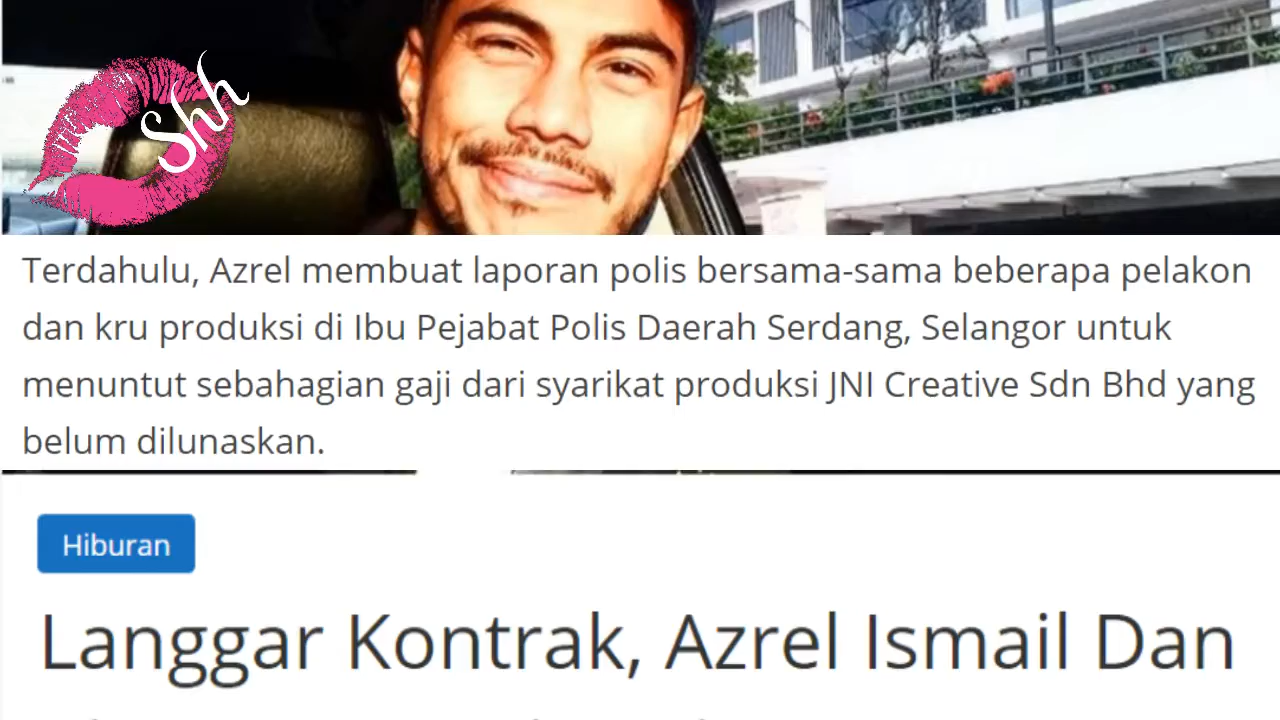 Shh
Terdahulu, Azrel membuat laporan polis bersama-sama beberapa pelakon
dan kru produksi di Ibu Pejabat Polis Daerah Serdang, Selangor untuk
menuntut sebahagian gaji dari syarikat produksi JNI Creative Sdn Bhd yang
belum dilunaskan.
Hiburan
Langgar Kontrak, Azrel Ismail Dan